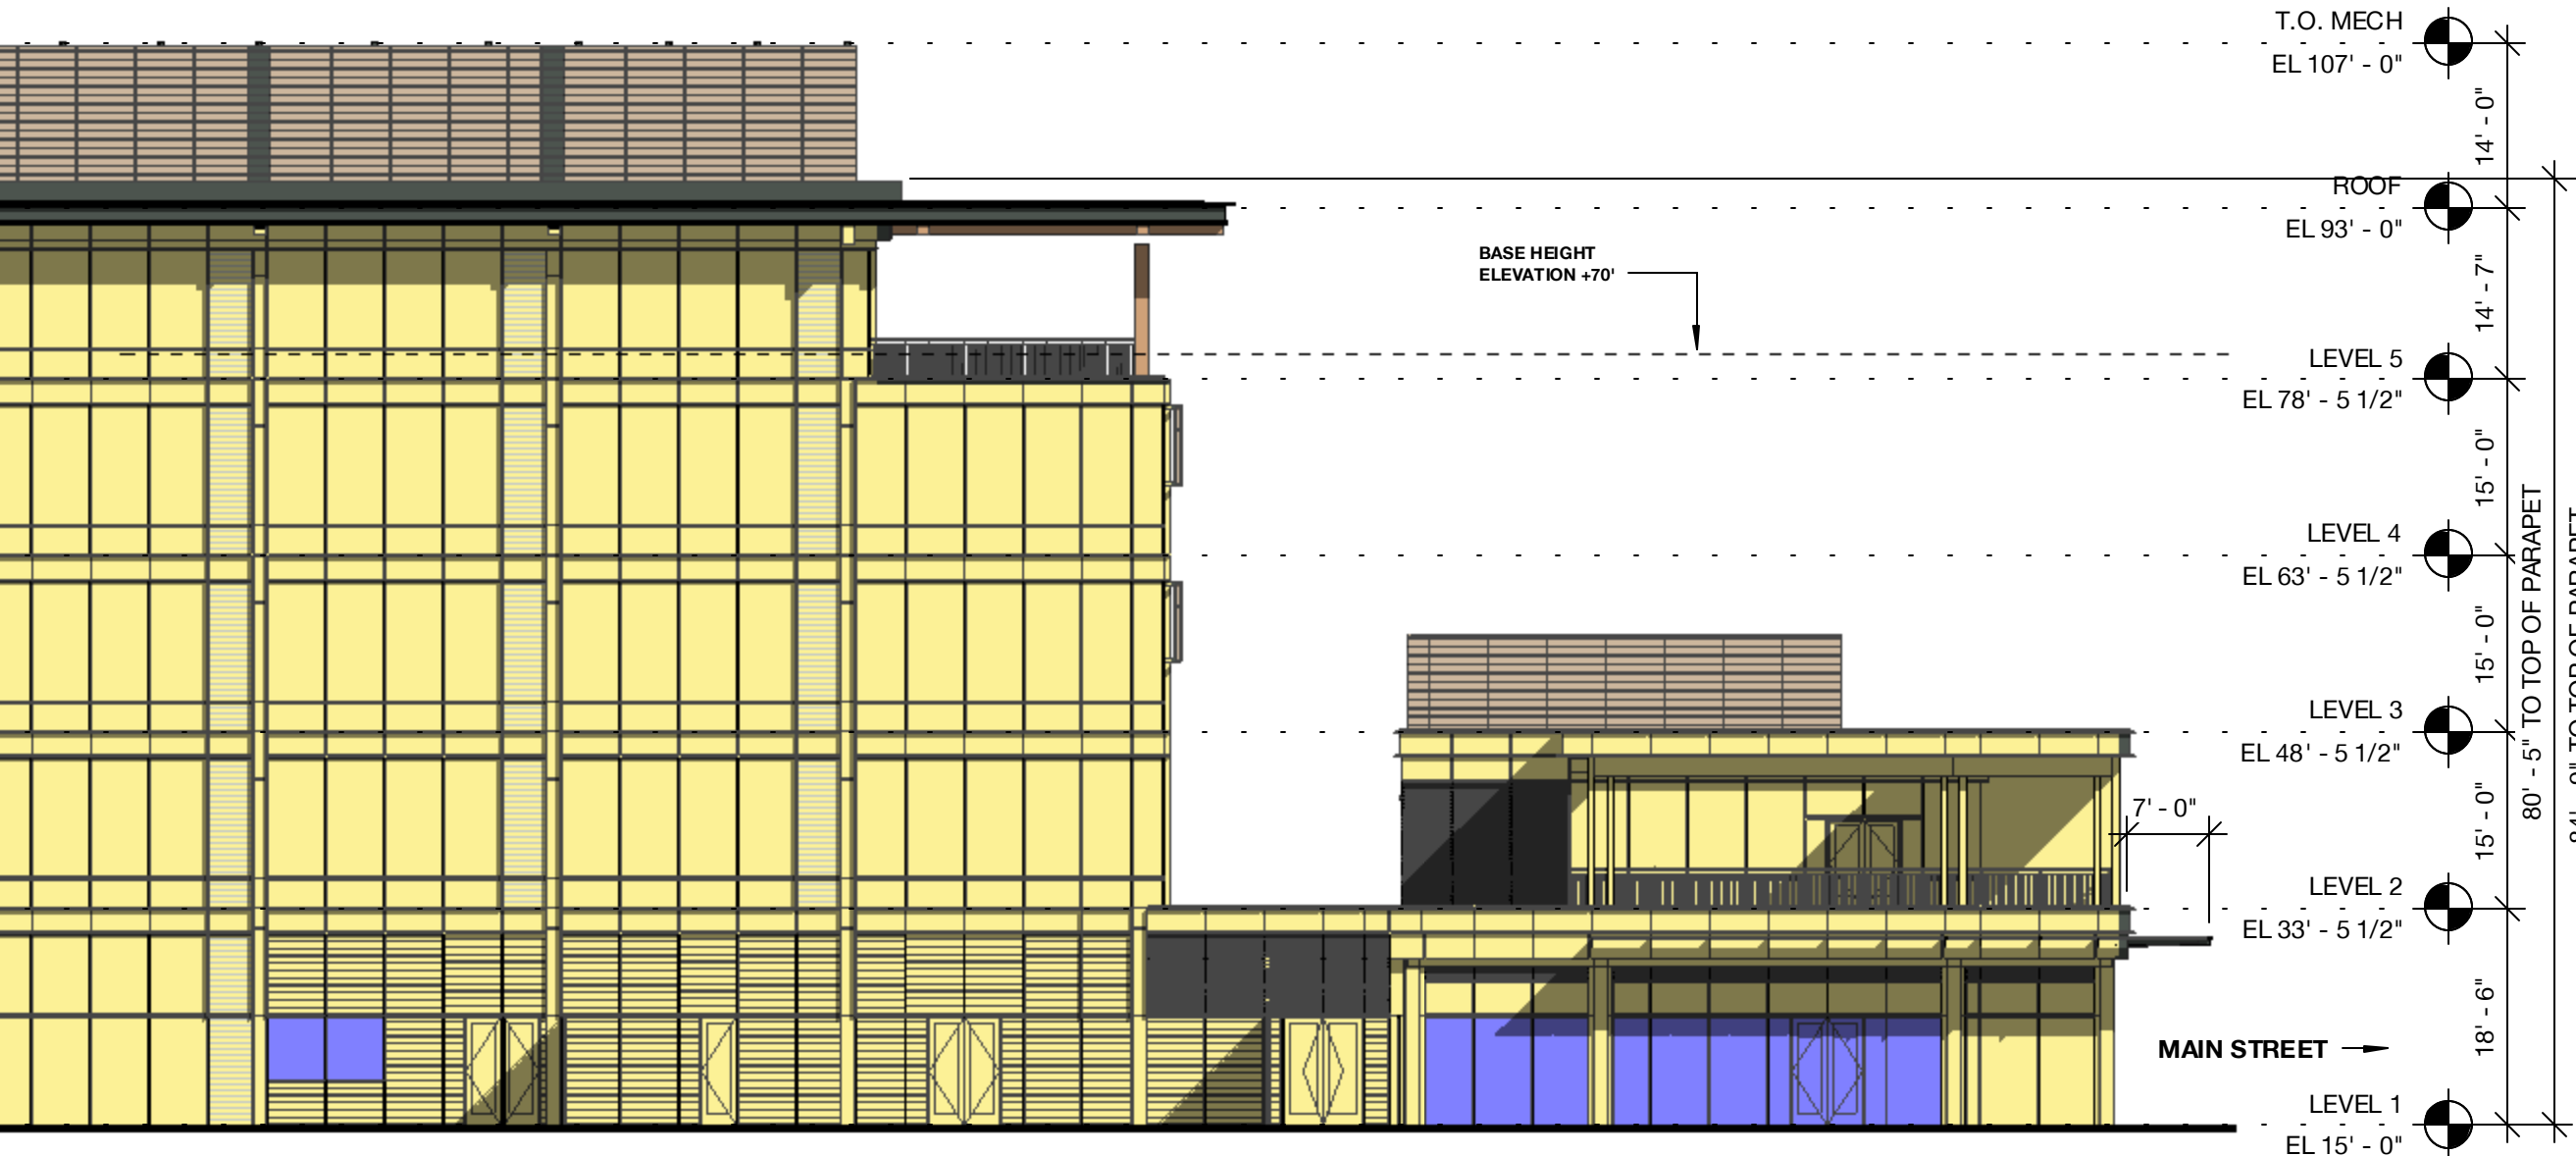 T.O. MECH
EL 107' - 0"
14' - 0"
ROOF
EL 93' - 0"
BASE HEIGHT
ELEVATION +70'
14' - 7"
LEVEL 5
EL 78' - 5 1/2"
15' - 0"
LEVEL 4
EL 63' - 5 1/2"
15' - 0"
80' - 5" TO TOP OF PARAPET
LEVEL 3
EL 48' - 5 1/2"
7' - 0"
15' - 0"
LEVEL 2
EL 33' - 5 1/2"
18' - 6"
MAIN STREET
LEVEL 1
EL 15' - 0"